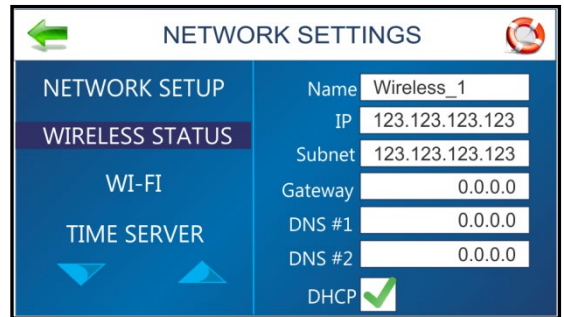 NETWORK SETTINGS
NETWORK SETUP
WIRELESS STATUS
WI-FI
TIME SERVER
Name Wireless_1
IP 123.123.123.123
Subnet 123.123.123.123
Gateway 0.0.0.0
DNS #1 0.0.0.0
DNS #2 0.0.0.0
DHCP